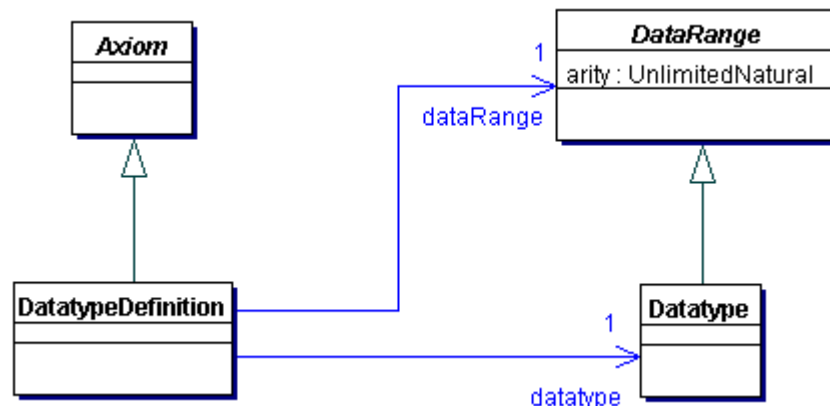 Axiom
1
DataRange
arity : UnlimitedNatural
dataRange
DatatypeDefinition
1
Datatype
datatype